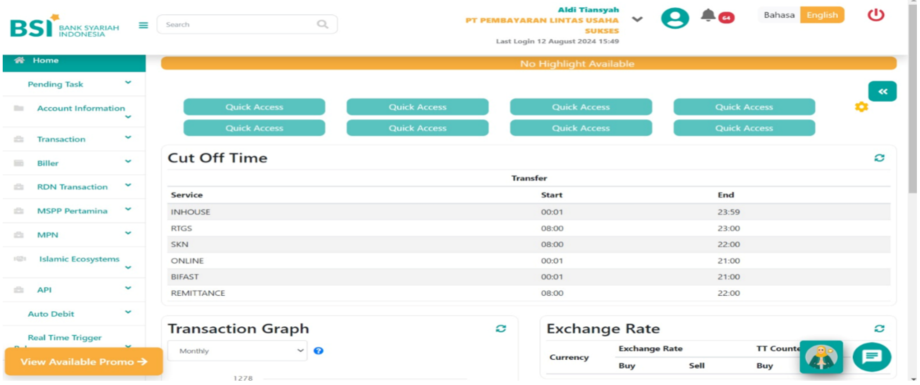 BSI BANK SYARIAH
INDONESIA
Search
Aldi Tiansyah
PT PEMBAYARAN LINTAS USAHA
SUKSES
Last Login 12 August 2024 15:49
64
Bahasa English
Home
No Highlight Available
Pending Task
Account Information
Transaction
Biller
RDN Transaction
MSPP Pertamina
MPN
Islamic Ecosystems
API
Auto Debit
Real Time Trigger
View Available Promo →
Quick Access Quick Access Quick Access Quick Access
Quick Access Quick Access Quick Access Quick Access
Cut Off Time
Transfer
Service Start End
INHOUSE 00:01 23:59
RTGS 08:00 23:00
SKN 08:00 22:00
ONLINE 00:01 21:00
BIFAST 00:01 21:00
REMITTANCE 08:00 22:00
Transaction Graph
Monthly
1278
Exchange Rate
Currency Exchange Rate TT Counte
Buy Sell Buy